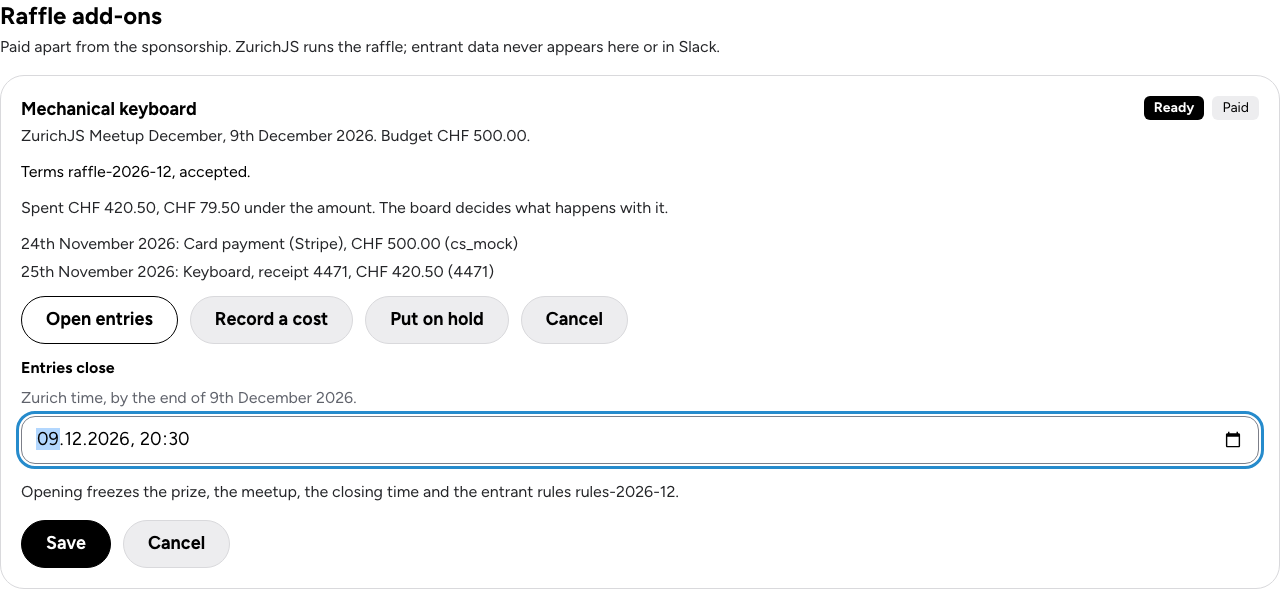 Raffle add-ons
Paid apart from the sponsorship. ZurichJS runs the raffle; entrant data never appears here or in Slack.
Mechanical keyboard
Ready
Paid
ZurichJS Meetup December, 9th December 2026. Budget CHF 500.00.
Terms raffle-2026-12, accepted.
Spent CHF 420.50, CHF 79.50 under the amount. The board decides what happens with it.
24th November 2026: Card payment (Stripe), CHF 500.00 (cs_mock)
25th November 2026: Keyboard, receipt 4471, CHF 420.50 (4471)
Open entries
Record a cost
Put on hold
Cancel
Entries close
Zurich time, by the end of 9th December 2026.
09.12.2026, 20:30
Opening freezes the prize, the meetup, the closing time and the entrant rules rules-2026-12.
Save
Cancel